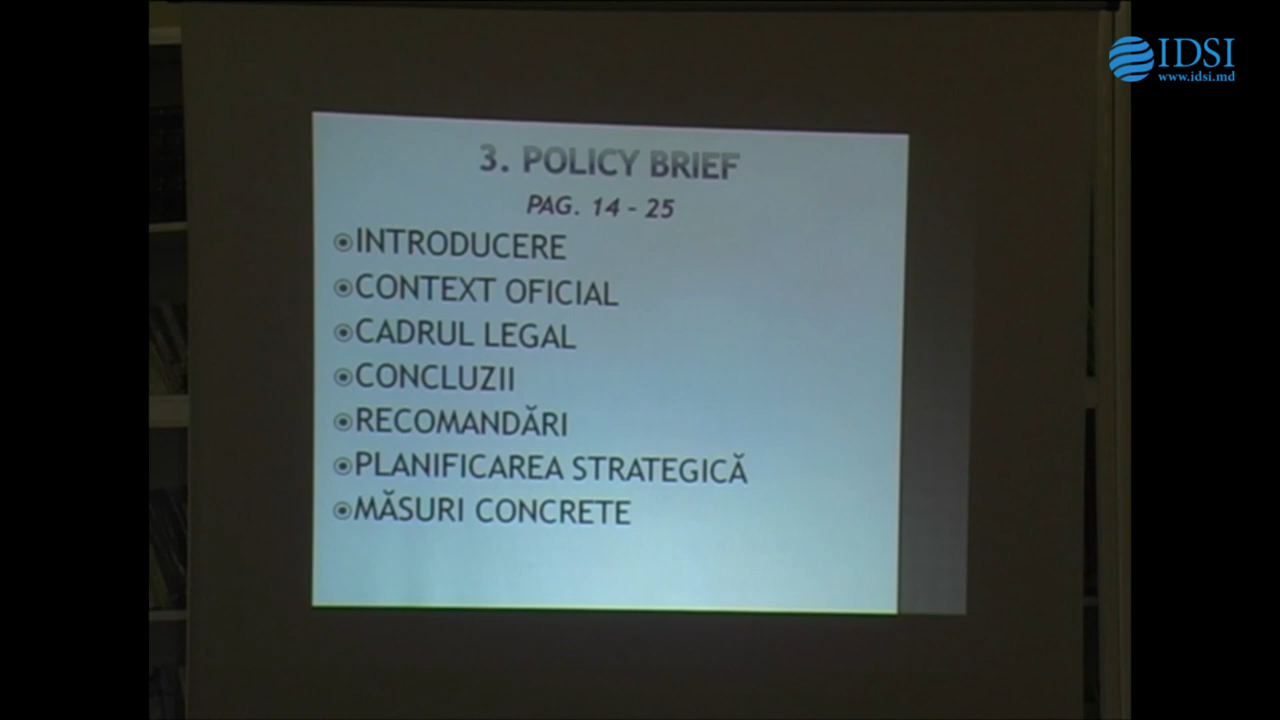 IDSI
www.idsi.md
3. POLICY BRIEF
PAG. 14 - 25
INTRODUCERE
CONTEXT OFICIAL
CADRUL LEGAL
CONCLUZII
RECOMANDĂRI
PLANIFICAREA STRATEGICĂ
MĂSURI CONCRETE